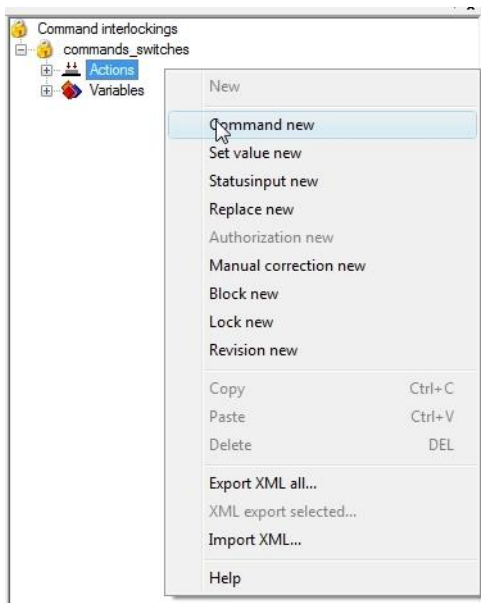 Command interlockings
commands_switches
Actions
Variables
New
Command new
Set value new
Statusinput new
Replace new
Authorization new
Manual correction new
Block new
Lock new
Revision new
Copy Ctrl+C
Paste Ctrl+V
Delete DEL
Export XML all...
XML export selected...
Import XML...
Help